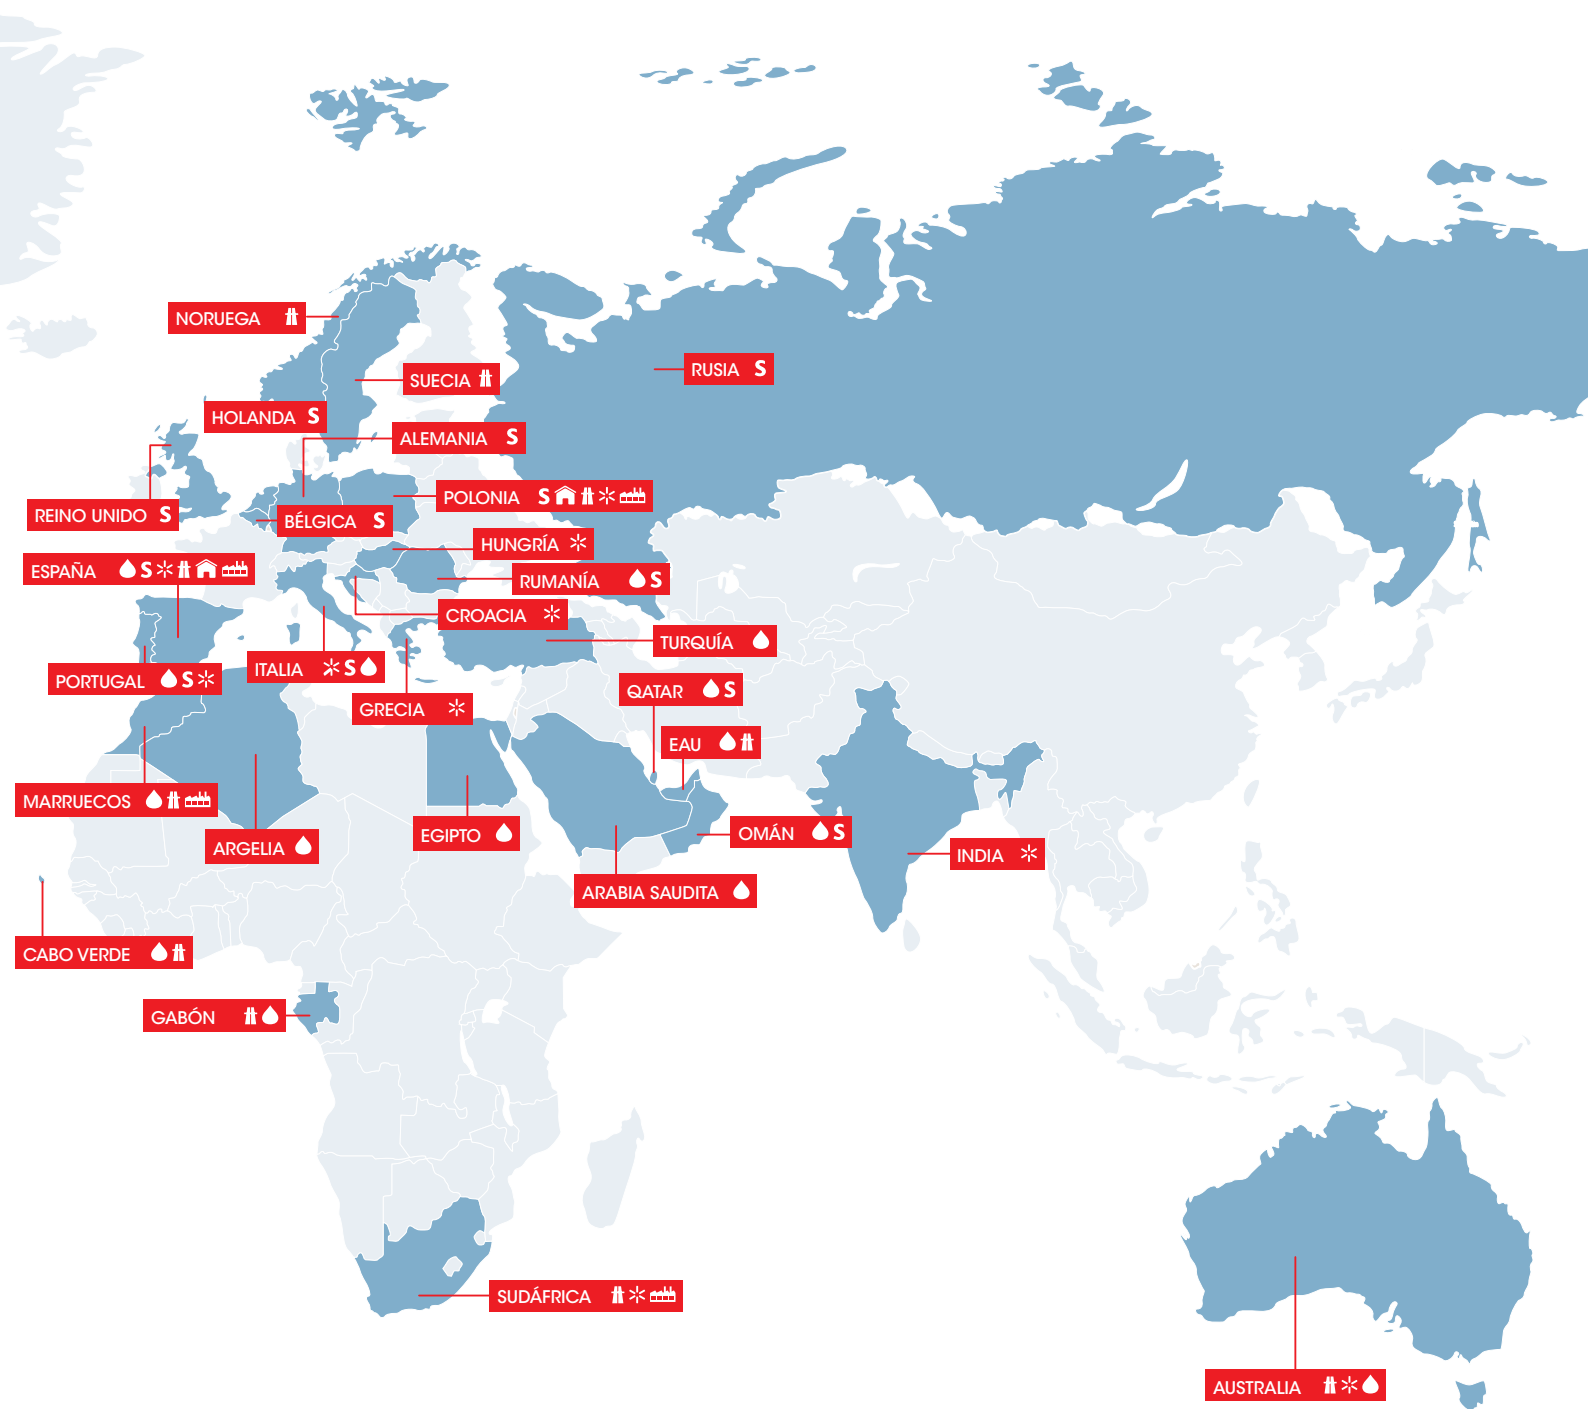 NORUEGA
RUSIA S
SUECIA
HOLANDA S
ALEMANIA S
POLONIA S
REINO UNIDO S
BÉLGICA S
HUNGRÍA
ESPAÑA S
RUMANÍA S
CROACIA
TURQUÍA
ITALIA S
PORTUGAL S
QATAR S
GRECIA
EAU
MARRUECOS
EGIPTO
OMÁN S
ARGELIA
INDIA
ARABIA SAUDITA
CABO VERDE
GABÓN
SUDÁFRICA
AUSTRALIA